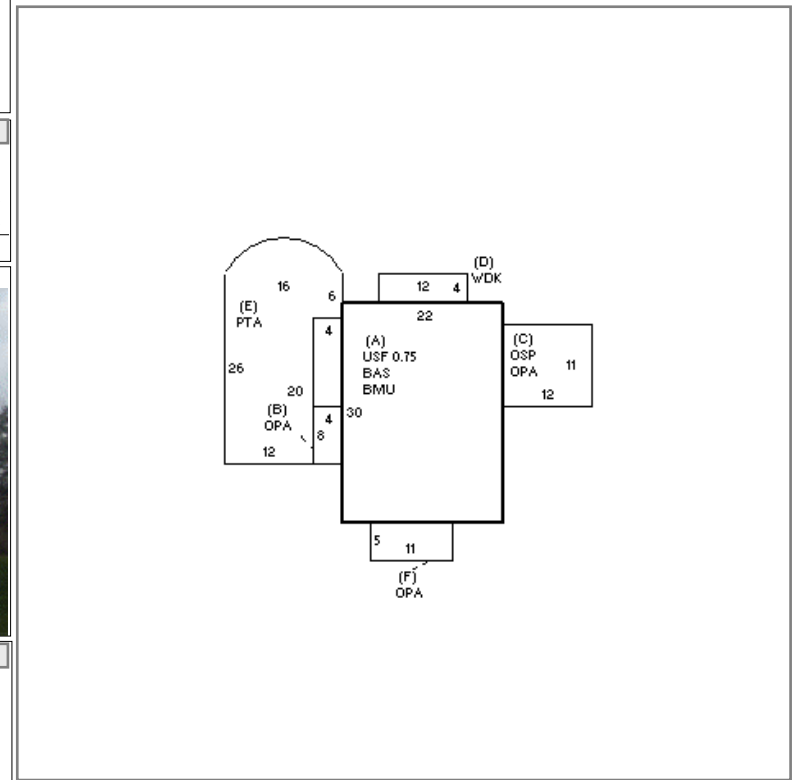 (D)
WDK
12
4
16
6
(E)
PTA
22
4
(A)
USF 0.75
BAS
BMU
(C)
OSP
OPA
11
12
26
20
(B)
OPA
4
8
30
12
5
11
(F)
OPA